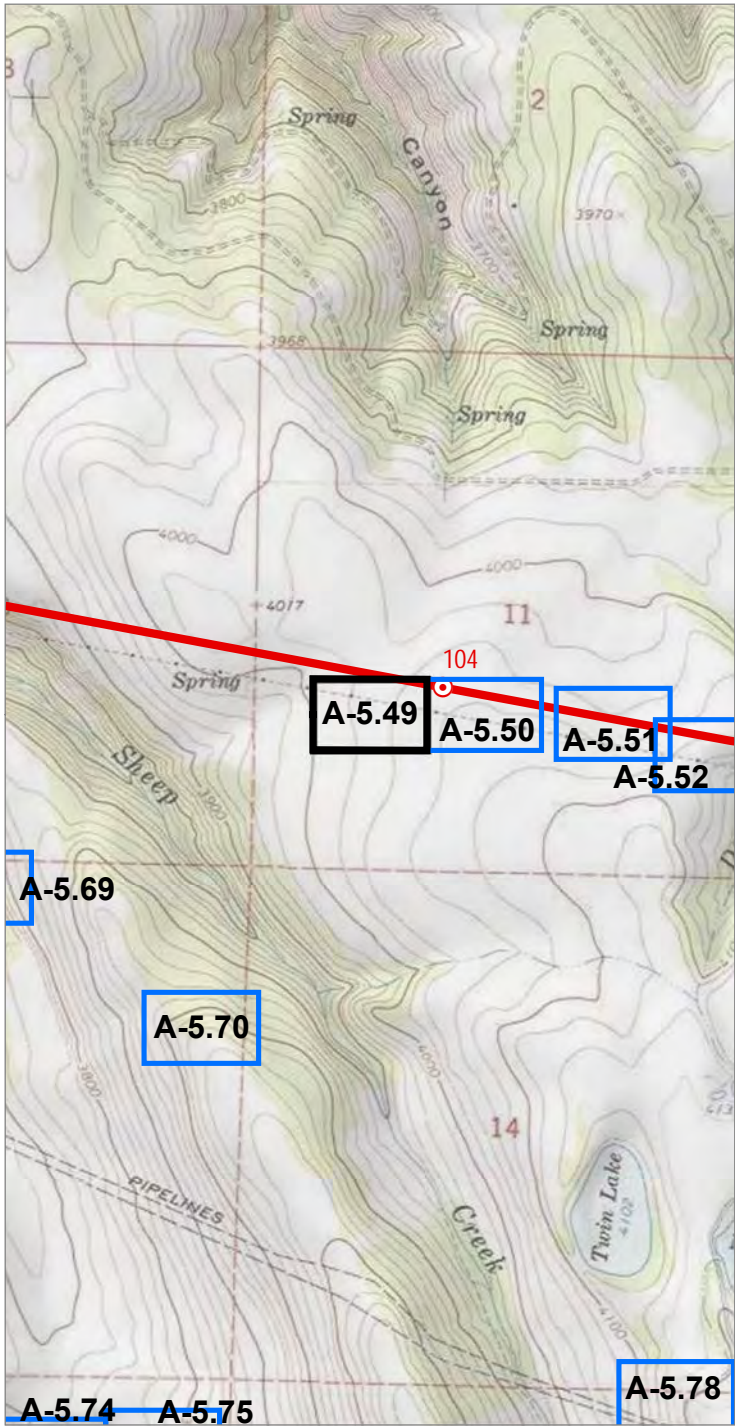 3
2
Spring
Canyon
3800
3970
3700
Spring
3968
Spring
4000
4000
4017
11
104
Spring
A-5.49
A-5.50
A-5.51
A-5.52
Sheep
3900
A-5.69
A-5.70
4000
3800
14
PIPELINES
Twin Lake
4102
Creek
4100
A-5.78
A-5.74
A-5.75